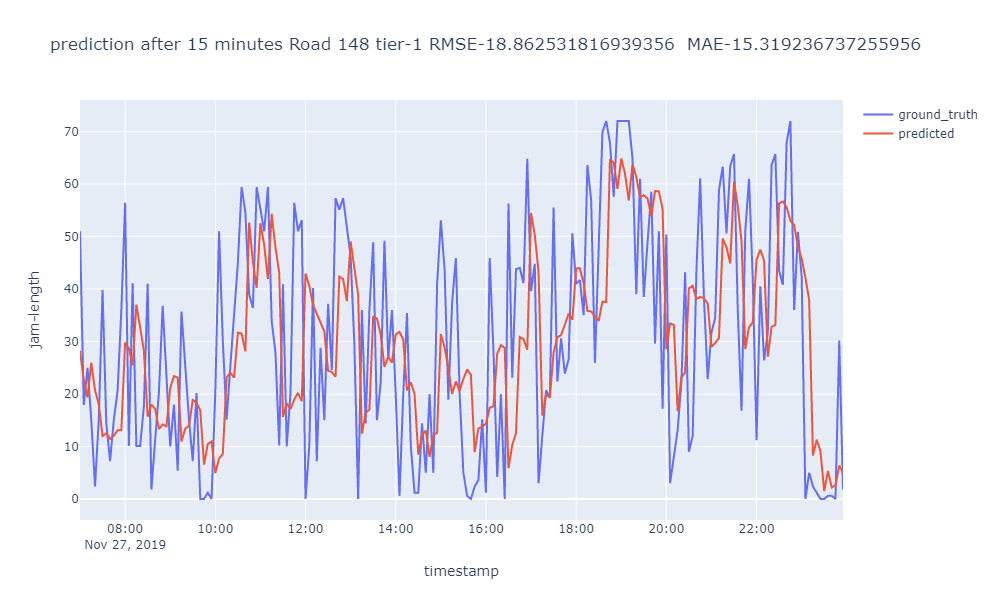 prediction after 15 minutes Road 148 tier-1 RMSE-18.862531816939356  MAE-15.319236737255956
ground_truth
predicted
70
60
50
40
30
20
10
0
jam-length
08:00 10:00 12:00 14:00 16:00 18:00 20:00 22:00
Nov 27, 2019
timestamp